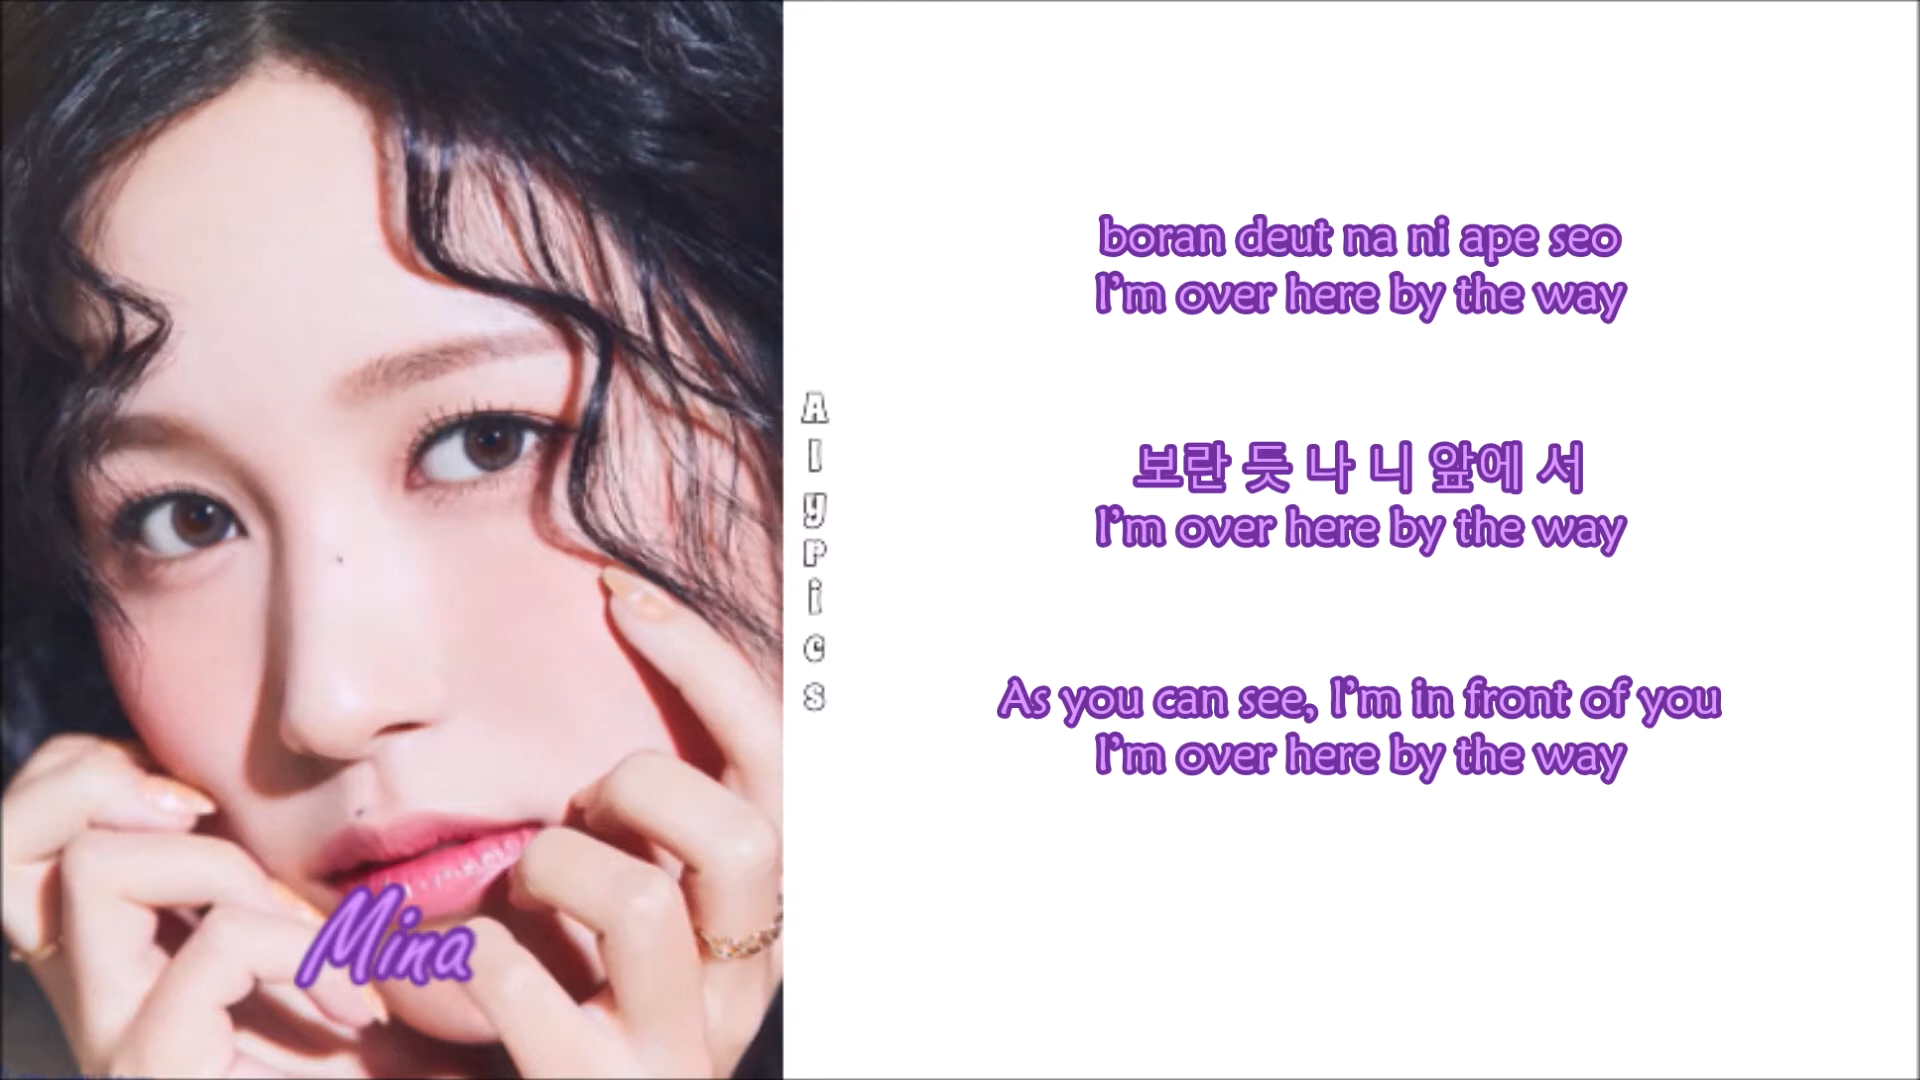 boran deut na ni ape seo
I'm over here by the way
보란 듯 나 니 앞에 서
I'm over here by the way
As you can see, I'm in front of you
I'm over here by the way
AlyPics
Mina